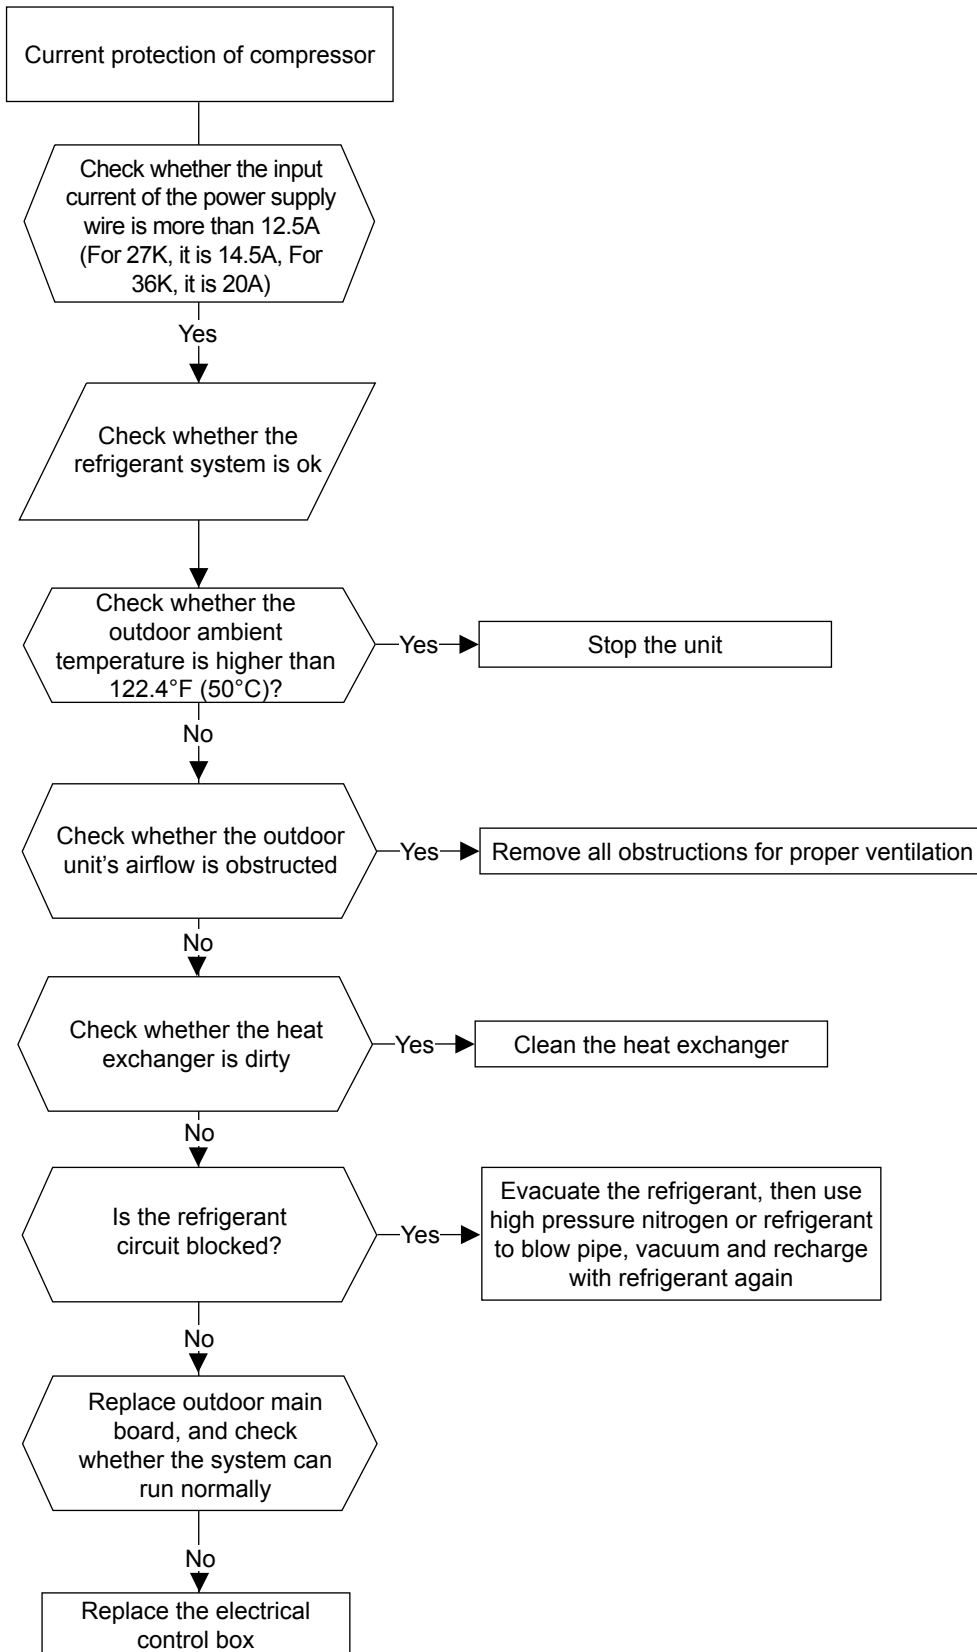 Current protection of compressor
Check whether the input
current of the power supply
wire is more than 12.5A
(For 27K, it is 14.5A, For
36K, it is 20A)
Yes
Check whether the
refrigerant system is ok
Check whether the
outdoor ambient
temperature is higher than
122.4°F (50°C)?
Yes
Stop the unit
No
Check whether the outdoor
unit's airflow is obstructed
Yes
Remove all obstructions for proper ventilation
No
Check whether the heat
exchanger is dirty
Yes
Clean the heat exchanger
No
Is the refrigerant
circuit blocked?
Yes
Evacuate the refrigerant, then use
high pressure nitrogen or refrigerant
to blow pipe, vacuum and recharge
with refrigerant again
No
Replace outdoor main
board, and check
whether the system can
run normally
No
Replace the electrical
control box